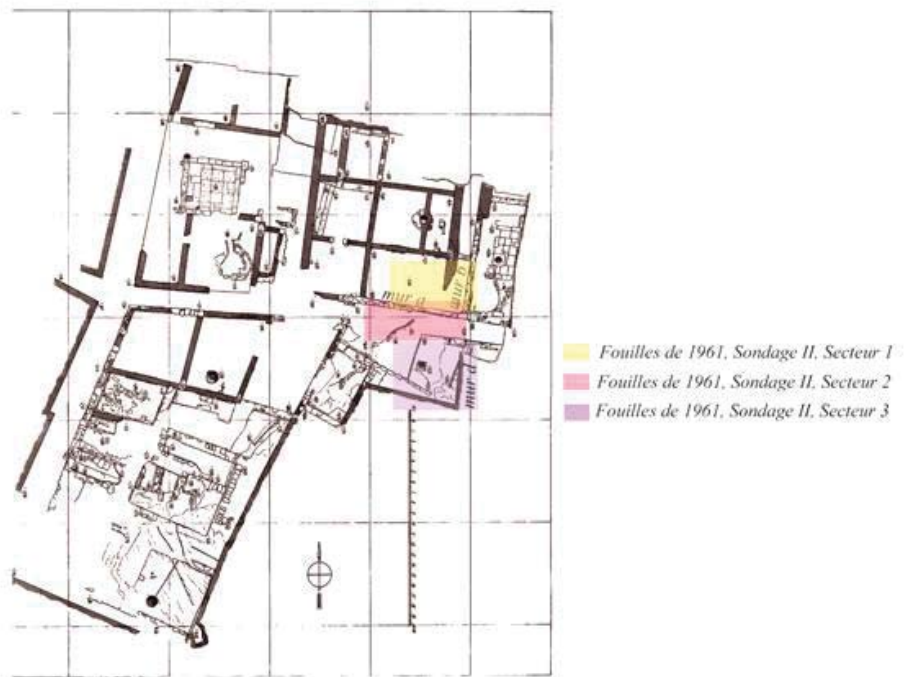 mur a
mur b
mur d
Fouilles de 1961, Sondage II, Secteur 1
Fouilles de 1961, Sondage II, Secteur 2
Fouilles de 1961, Sondage II, Secteur 3